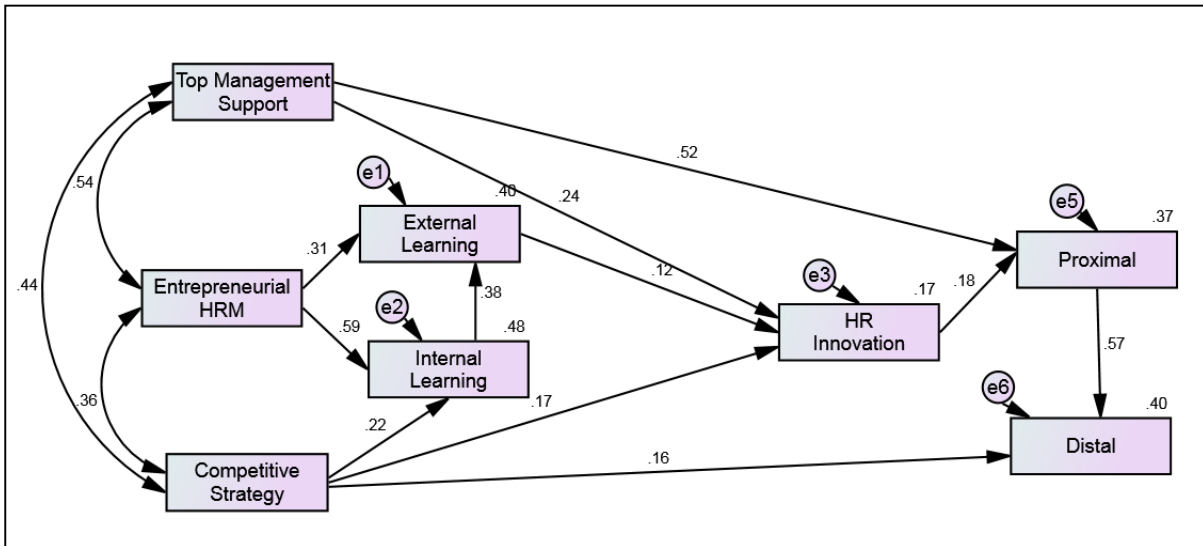 Top Management
Support
.52
e1
.54
.40
.24
e5
External
Learning
.37
Proximal
.31
.12
.44
Entrepreneurial
HRM
e3
.17
.18
.38
e2
.59
.48
HR
Innovation
Internal
Learning
.57
e6
.36
.22
.17
.40
Distal
Competitive
Strategy
.16